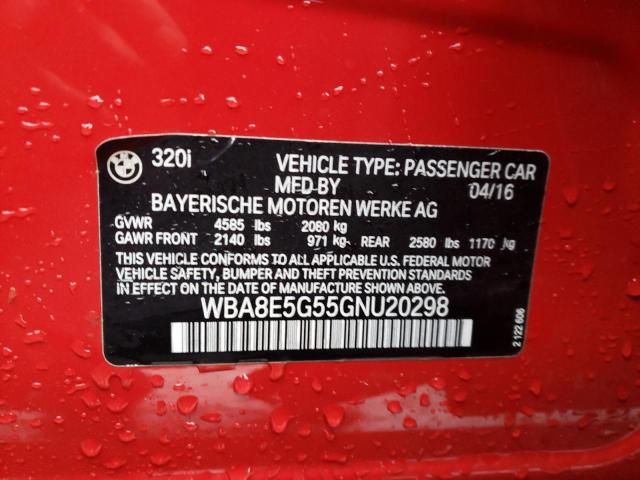 320i VEHICLE TYPE: PASSENGER CAR
MFD BY 04/16
BAYERISCHE MOTOREN WERKE AG
GVWR 4585 lbs 2080 kg
GAWR FRONT 2140 lbs 971 kg REAR 2580 lbs 1170 kg
THIS VEHICLE CONFORMS TO ALL APPLICABLE U.S. FEDERAL MOTOR
VEHICLE SAFETY, BUMPER AND THEFT PREVENTION STANDARDS
IN EFFECT ON THE DATE OF MANUFACTURE SHOWN ABOVE.
WBA8E5G55GNU20298
2 122 606